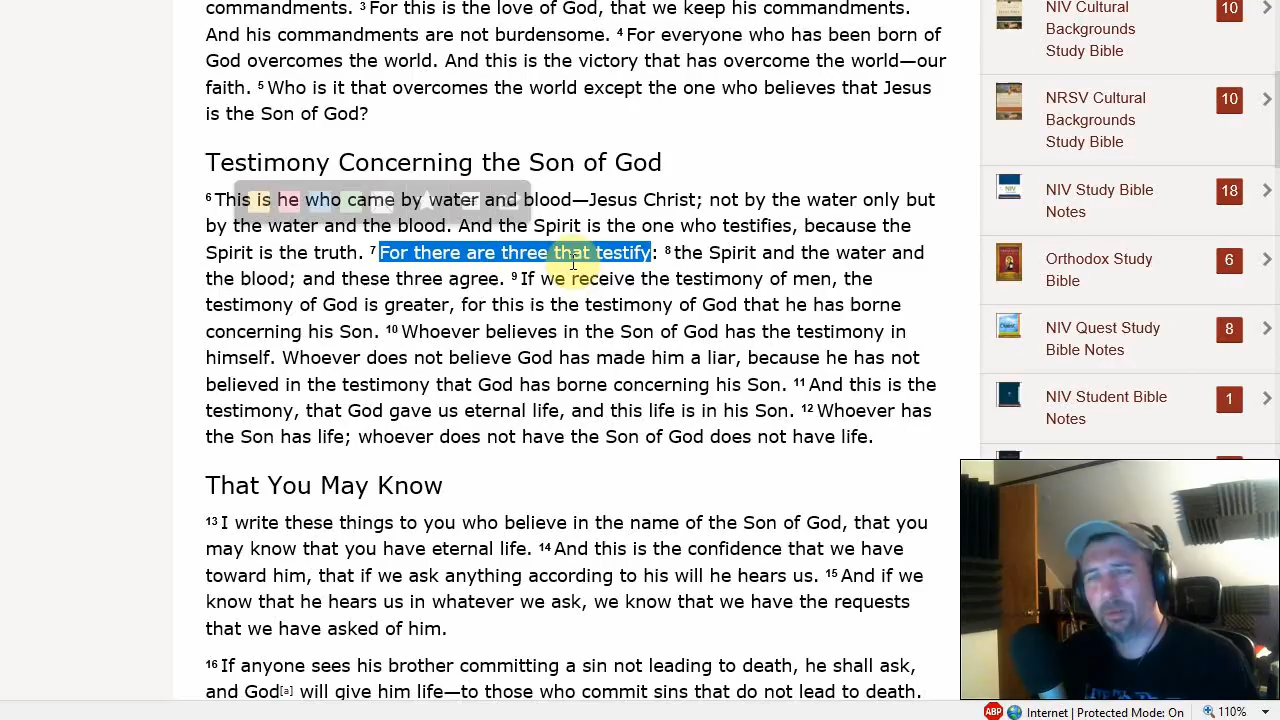 commandments. 3 For this is the love of God, that we keep his commandments.
And his commandments are not burdensome. 4 For everyone who has been born of
God overcomes the world. And this is the victory that has overcome the world—our
faith. 5 Who is it that overcomes the world except the one who believes that Jesus
is the Son of God?
Testimony Concerning the Son of God
6 This is he who came by water and blood—Jesus Christ; not by the water only but
by the water and the blood. And the Spirit is the one who testifies, because the
Spirit is the truth. 7 For there are three that testify: 8 the Spirit and the water and
the blood; and these three agree. 9 If we receive the testimony of men, the
testimony of God is greater, for this is the testimony of God that he has borne
concerning his Son. 10 Whoever believes in the Son of God has the testimony in
himself. Whoever does not believe God has made him a liar, because he has not
believed in the testimony that God has borne concerning his Son. 11 And this is the
testimony, that God gave us eternal life, and this life is in his Son. 12 Whoever has
the Son has life; whoever does not have the Son of God does not have life.
That You May Know
13 I write these things to you who believe in the name of the Son of God, that you
may know that you have eternal life. 14 And this is the confidence that we have
toward him, that if we ask anything according to his will he hears us. 15 And if we
know that he hears us in whatever we ask, we know that we have the requests
that we have asked of him.
16 If anyone sees his brother committing a sin not leading to death, he shall ask,
and God[a] will give him life—to those who commit sins that do not lead to death.
NIV Cultural
Backgrounds
Study Bible
10
NRSV Cultural
Backgrounds
Study Bible
10
NIV Study Bible
Notes
18
Orthodox Study
Bible
6
NIV Quest Study
Bible Notes
8
NIV Student Bible
Notes
1
ABP
Internet | Protected Mode: On
110%